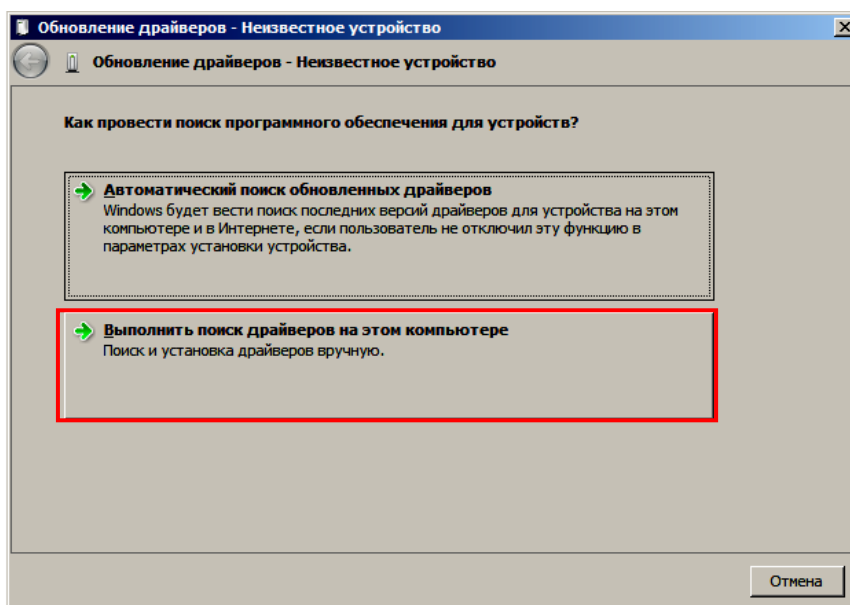 Обновление драйверов - Неизвестное устройство
Обновление драйверов - Неизвестное устройство
Как провести поиск программного обеспечения для устройств?
Автоматический поиск обновленных драйверов
Windows будет вести поиск последних версий драйверов для устройства на этом
компьютере и в Интернете, если пользователь не отключил эту функцию в
параметрах установки устройства.
Выполнить поиск драйверов на этом компьютере
Поиск и установка драйверов вручную.
Отмена